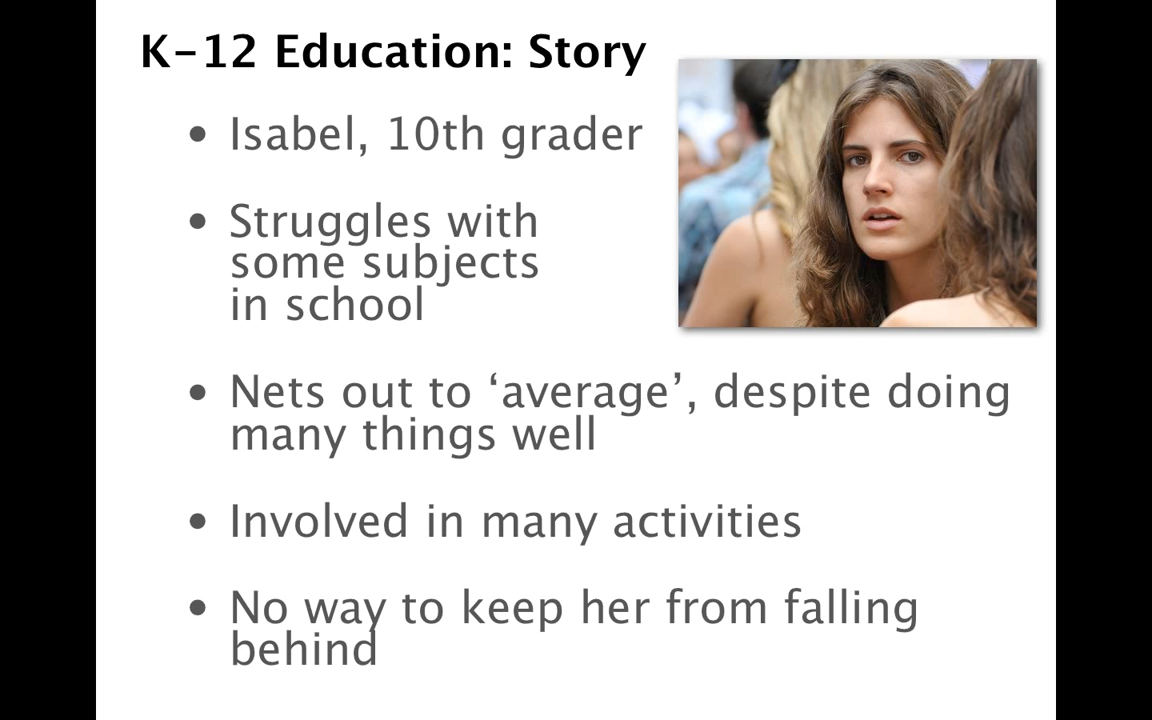 K-12 Education: Story
• Isabel, 10th grader
• Struggles with
some subjects
in school
• Nets out to ‘average’, despite doing
many things well
• Involved in many activities
• No way to keep her from falling
behind